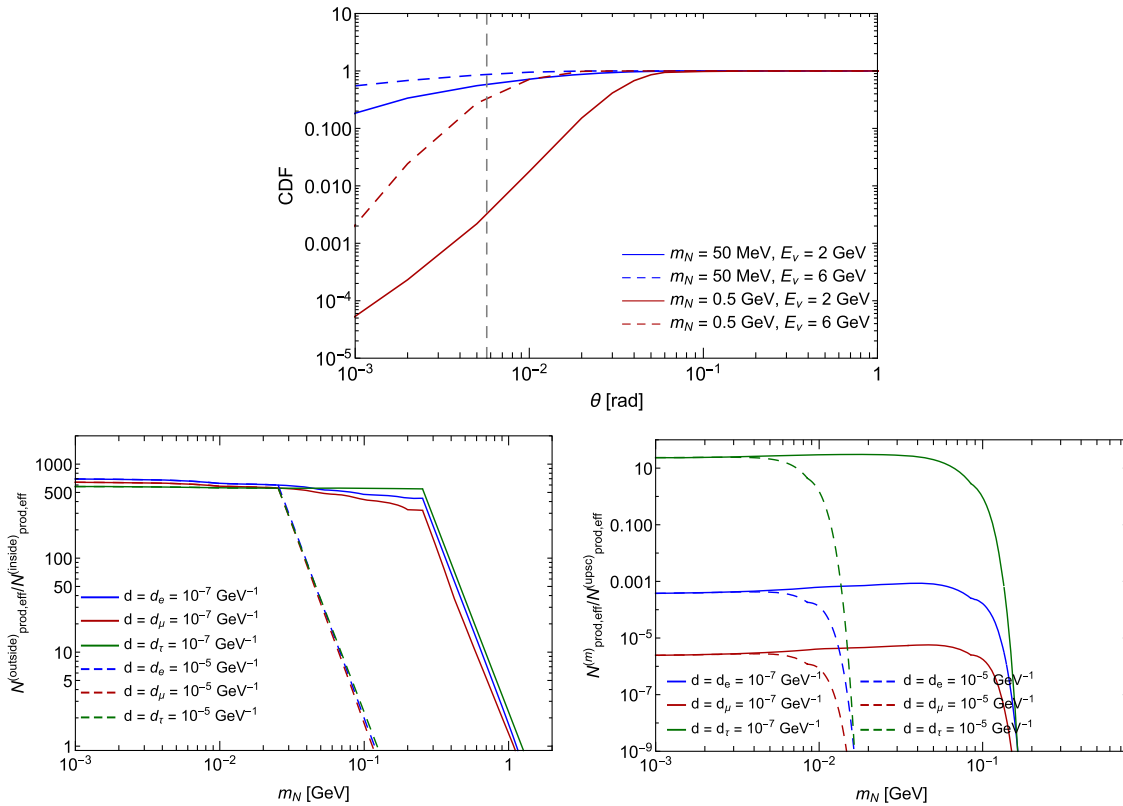 10
1
0.100
0.010
0.001
10⁻⁴
10⁻⁵
CDF
m_N = 50 MeV, E_ν = 2 GeV
m_N = 50 MeV, E_ν = 6 GeV
m_N = 0.5 GeV, E_ν = 2 GeV
m_N = 0.5 GeV, E_ν = 6 GeV
10⁻³ 10⁻² 10⁻¹ 1
θ [rad]
N^(outside)_prod,eff/N^(inside)_prod,eff
1000
500
100
50
10
5
1
d = d_e = 10⁻⁷ GeV⁻¹
d = d_μ = 10⁻⁷ GeV⁻¹
d = d_τ = 10⁻⁷ GeV⁻¹
d = d_e = 10⁻⁵ GeV⁻¹
d = d_μ = 10⁻⁵ GeV⁻¹
d = d_τ = 10⁻⁵ GeV⁻¹
10⁻³ 10⁻² 10⁻¹ 1
m_N [GeV]
N^(m)_prod,eff/N^(upsc)_prod,eff
10
0.100
0.001
10⁻⁵
10⁻⁷
10⁻⁹
d = d_e = 10⁻⁷ GeV⁻¹ d = d_e = 10⁻⁵ GeV⁻¹
d = d_μ = 10⁻⁷ GeV⁻¹ d = d_μ = 10⁻⁵ GeV⁻¹
d = d_τ = 10⁻⁷ GeV⁻¹ d = d_τ = 10⁻⁵ GeV⁻¹
10⁻³ 10⁻² 10⁻¹
m_N [GeV]